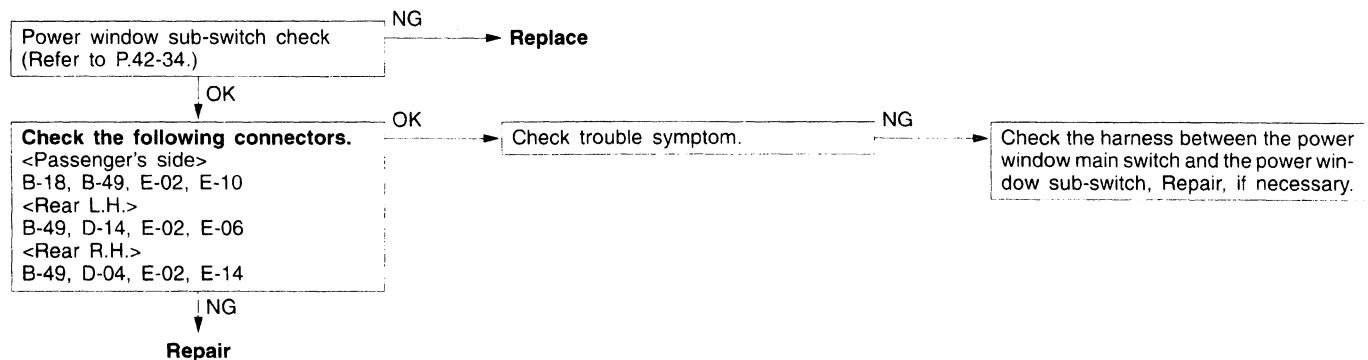 NG
Power window sub-switch check
(Refer to P.42-34.)
Replace
OK
Check the following connectors.
<Passenger's side>
B-18, B-49, E-02, E-10
<Rear L.H.>
B-49, D-14, E-02, E-06
<Rear R.H.>
B-49, D-04, E-02, E-14
OK
Check trouble symptom.
NG
Check the harness between the power
window main switch and the power win-
dow sub-switch, Repair, if necessary.
NG
Repair